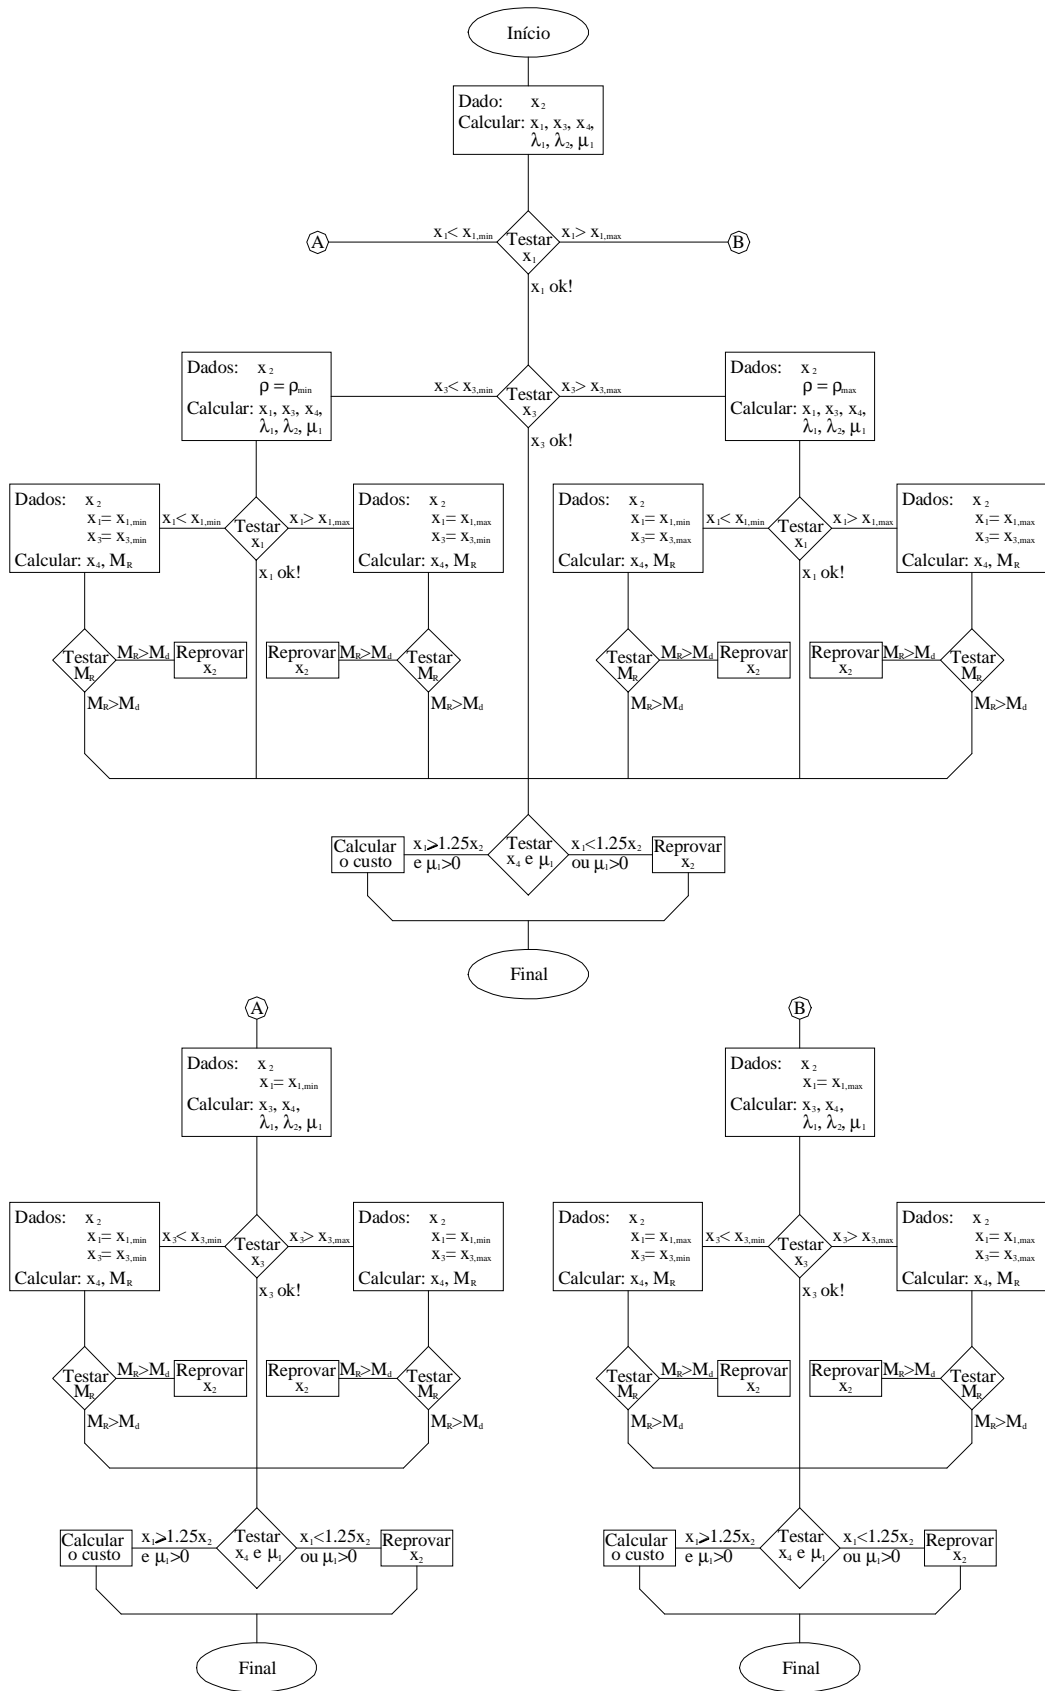 Início
Dado: x₂
Calcular: x₁, x₃, x₄,
λ₁, λ₂, μ₁
A
x₁< x₁,min
Testar
x₁
x₁> x₁,max
B
x₁ ok!
Dados: x₂
ρ = ρmin
Calcular: x₁, x₃, x₄,
λ₁, λ₂, μ₁
x₃< x₃,min
Testar
x₃
x₃> x₃,max
x₃ ok!
Dados: x₂
ρ = ρmax
Calcular: x₁, x₃, x₄,
λ₁, λ₂, μ₁
Dados: x₂
x₁= x₁,min
x₃= x₃,min
Calcular: x₄, MR
x₁< x₁,min
Testar
x₁
x₁> x₁,max
x₁ ok!
Dados: x₂
x₁= x₁,max
x₃= x₃,min
Calcular: x₄, MR
Dados: x₂
x₁= x₁,min
x₃= x₃,max
Calcular: x₄, MR
x₁< x₁,min
Testar
x₁
x₁> x₁,max
x₁ ok!
Dados: x₂
x₁= x₁,max
x₃= x₃,max
Calcular: x₄, MR
Testar
MR
MR>Md
Reprovar
x₂
MR>Md
Reprovar
x₂
MR>Md
Testar
MR
MR>Md
Testar
MR
MR>Md
Reprovar
x₂
MR>Md
Reprovar
x₂
MR>Md
Testar
MR
MR>Md
Calcular
o custo
x₁⩾1.25x₂
e μ₁>0
Testar
x₄ e μ₁
x₁<1.25x₂
ou μ₁>0
Reprovar
x₂
Final
A
Dados: x₂
x₁= x₁,min
Calcular: x₃, x₄,
λ₁, λ₂, μ₁
B
Dados: x₂
x₁= x₁,max
Calcular: x₃, x₄,
λ₁, λ₂, μ₁
Dados: x₂
x₁= x₁,min
x₃= x₃,min
Calcular: x₄, MR
x₃< x₃,min
Testar
x₃
x₃> x₃,max
x₃ ok!
Dados: x₂
x₁= x₁,min
x₃= x₃,max
Calcular: x₄, MR
Dados: x₂
x₁= x₁,max
x₃= x₃,min
Calcular: x₄, MR
x₃< x₃,min
Testar
x₃
x₃> x₃,max
x₃ ok!
Dados: x₂
x₁= x₁,max
x₃= x₃,max
Calcular: x₄, MR
Testar
MR
MR>Md
Reprovar
x₂
MR>Md
Reprovar
x₂
MR>Md
Testar
MR
MR>Md
Testar
MR
MR>Md
Reprovar
x₂
MR>Md
Reprovar
x₂
MR>Md
Testar
MR
MR>Md
Calcular
o custo
x₁⩾1.25x₂
e μ₁>0
Testar
x₄ e μ₁
x₁<1.25x₂
ou μ₁>0
Reprovar
x₂
Calcular
o custo
x₁⩾1.25x₂
e μ₁>0
Testar
x₄ e μ₁
x₁<1.25x₂
ou μ₁>0
Reprovar
x₂
Final
Final